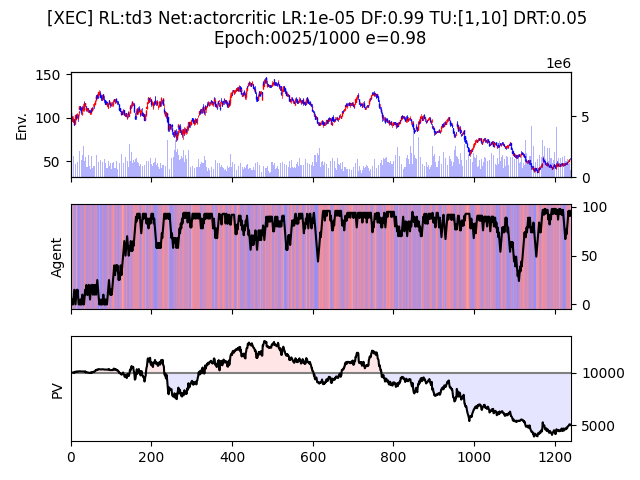 [XEC] RL:td3 Net:actorcritic LR:1e-05 DF:0.99 TU:[1,10] DRT:0.05
Epoch:0025/1000 e=0.98
1e6
150
100
50
Env.
5
0
Agent
100
50
0
PV
10000
5000
0 200 400 600 800 1000 1200